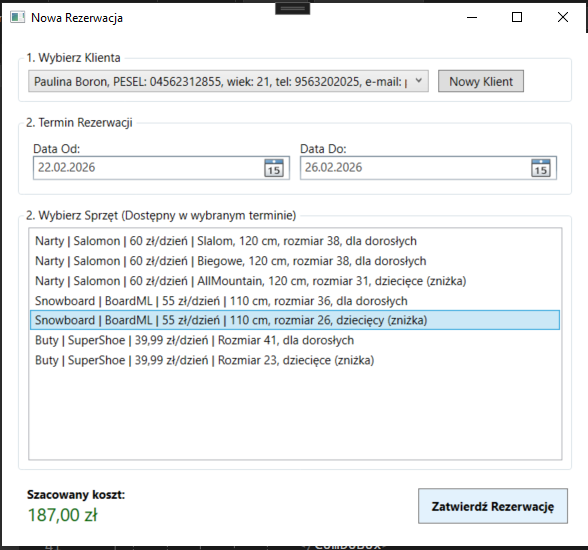 Nowa Rezerwacja
1. Wybierz Klienta
Paulina Boron, PESEL: 04562312855, wiek: 21, tel: 9563202025, e-mail:
Nowy Klient
2. Termin Rezerwacji
Data Od:
Data Do:
22.02.2026
15
26.02.2026
15
2. Wybierz Sprzęt (Dostępny w wybranym terminie)
Narty | Salomon | 60 zł/dzień | Slalom, 120 cm, rozmiar 38, dla dorosłych
Narty | Salomon | 60 zł/dzień | Biegowe, 120 cm, rozmiar 38, dla dorosłych
Narty | Salomon | 60 zł/dzień | AllMountain, 120 cm, rozmiar 31, dziecięce (zniżka)
Snowboard | BoardML | 55 zł/dzień | 110 cm, rozmiar 36, dla dorosłych
Snowboard | BoardML | 55 zł/dzień | 110 cm, rozmiar 26, dziecięcy (zniżka)
Buty | SuperShoe | 39,99 zł/dzień | Rozmiar 41, dla dorosłych
Buty | SuperShoe | 39,99 zł/dzień | Rozmiar 23, dziecięce (zniżka)
Szacowany koszt:
187,00 zł
Zatwierdź Rezerwację